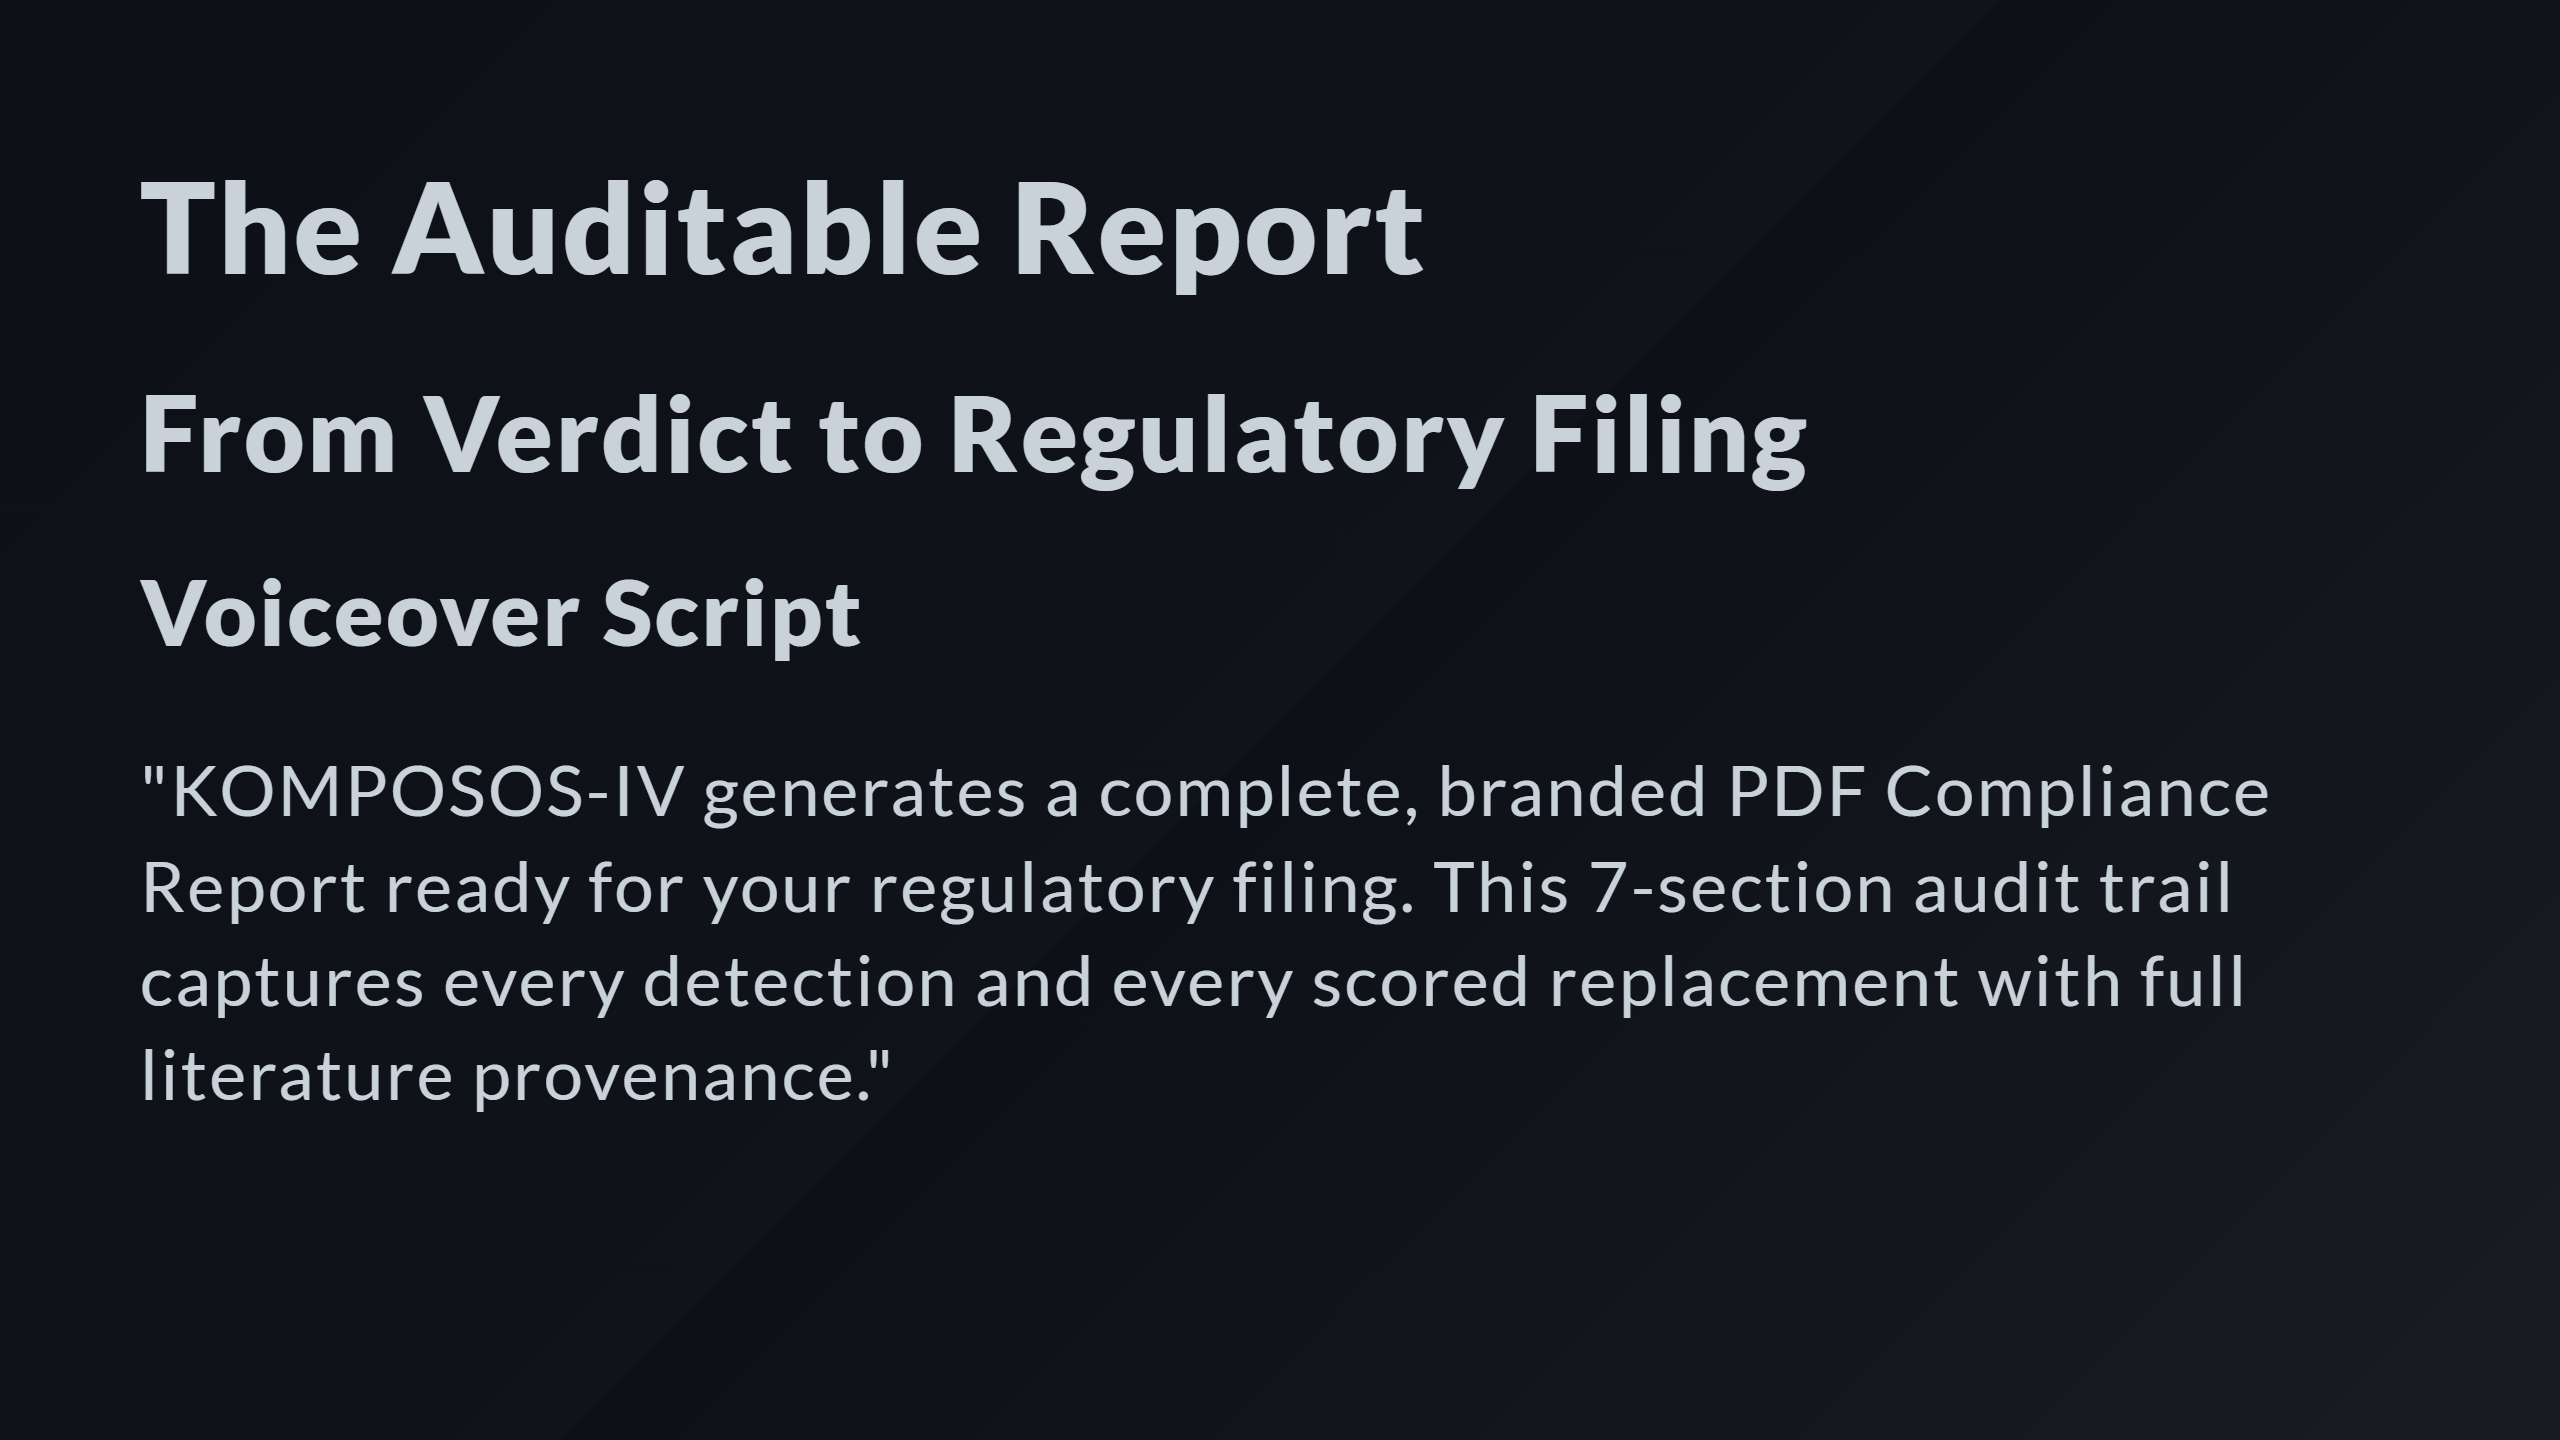 The Auditable Report
From Verdict to Regulatory Filing
Voiceover Script
"KOMPOSOS-IV generates a complete, branded PDF Compliance
Report ready for your regulatory filing. This 7-section audit trail
captures every detection and every scored replacement with full
literature provenance."